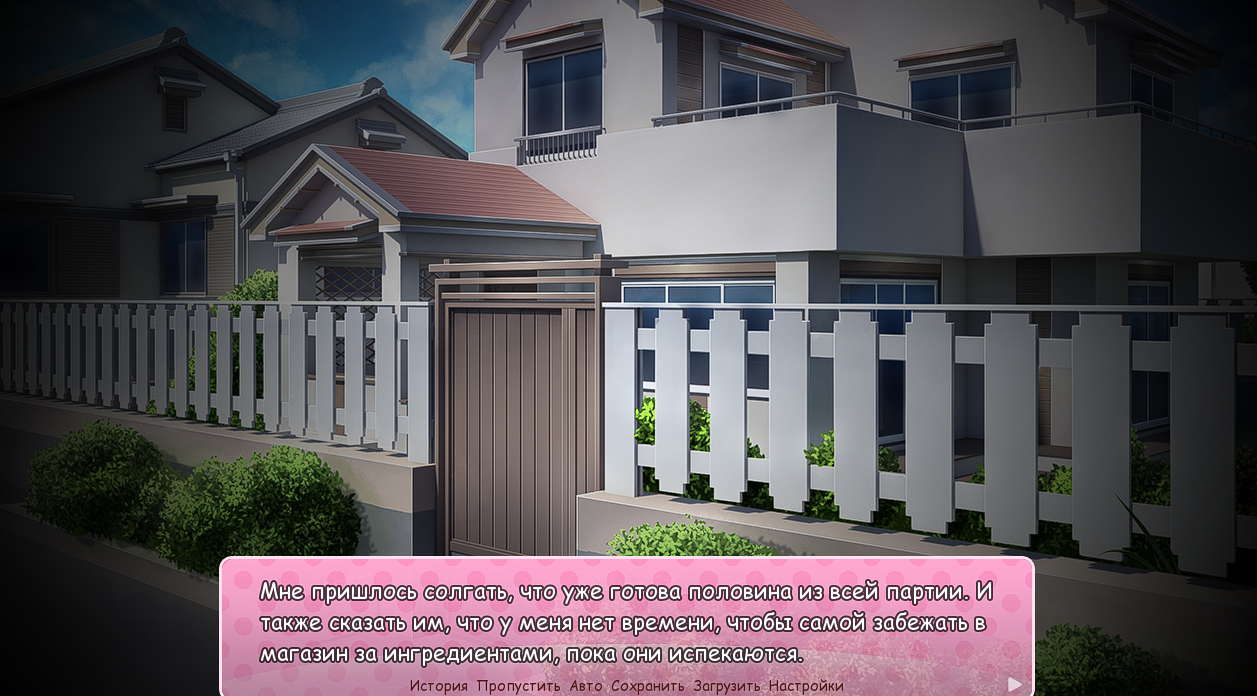 Мне пришлось солгать, что уже готова половина из всей партии. И
также сказать им, что у меня нет времени, чтобы самой забежать в
магазин за ингредиентами, пока они испекаются.
История Пропустить Авто Сохранить Загрузить Настройки